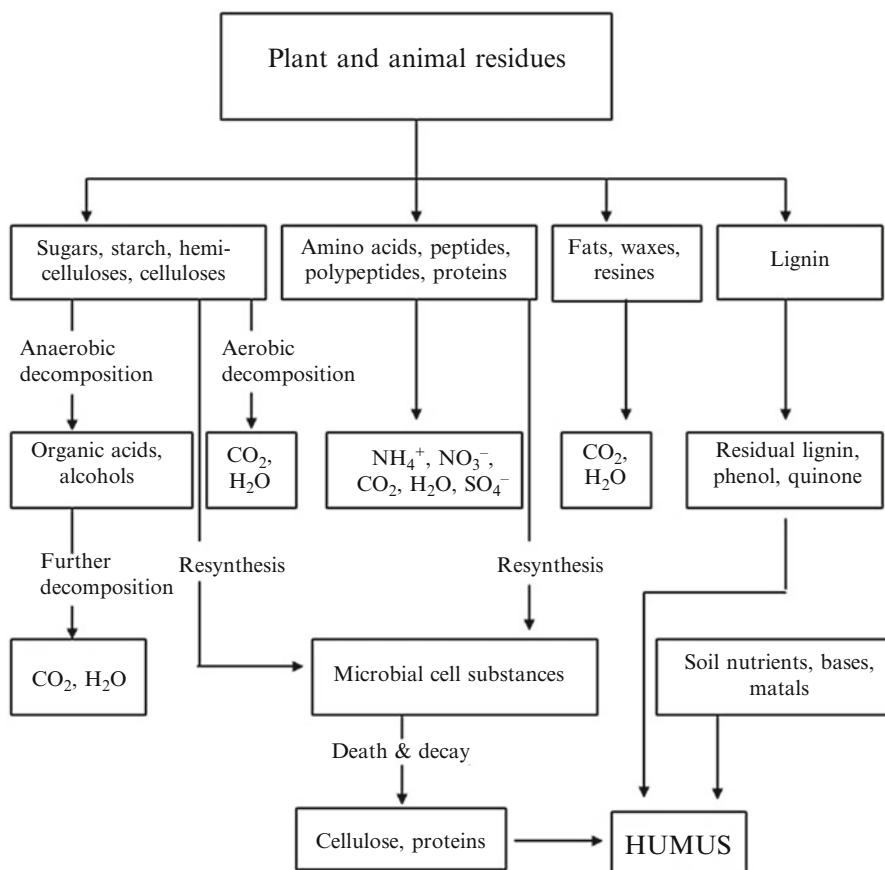 Plant and animal residues
Sugars, starch, hemi-
celluloses, celluloses
Amino acids, peptides,
polypeptides, proteins
Fats, waxes,
resines
Lignin
Anaerobic
decomposition
Aerobic
decomposition
Organic acids,
alcohols
CO₂,
H₂O
NH₄⁺, NO₃⁻,
CO₂, H₂O, SO₄⁻
CO₂,
H₂O
Residual lignin,
phenol, quinone
Further
decomposition
Resynthesis
Resynthesis
CO₂, H₂O
Microbial cell substances
Soil nutrients, bases,
matals
Death & decay
Cellulose, proteins
HUMUS